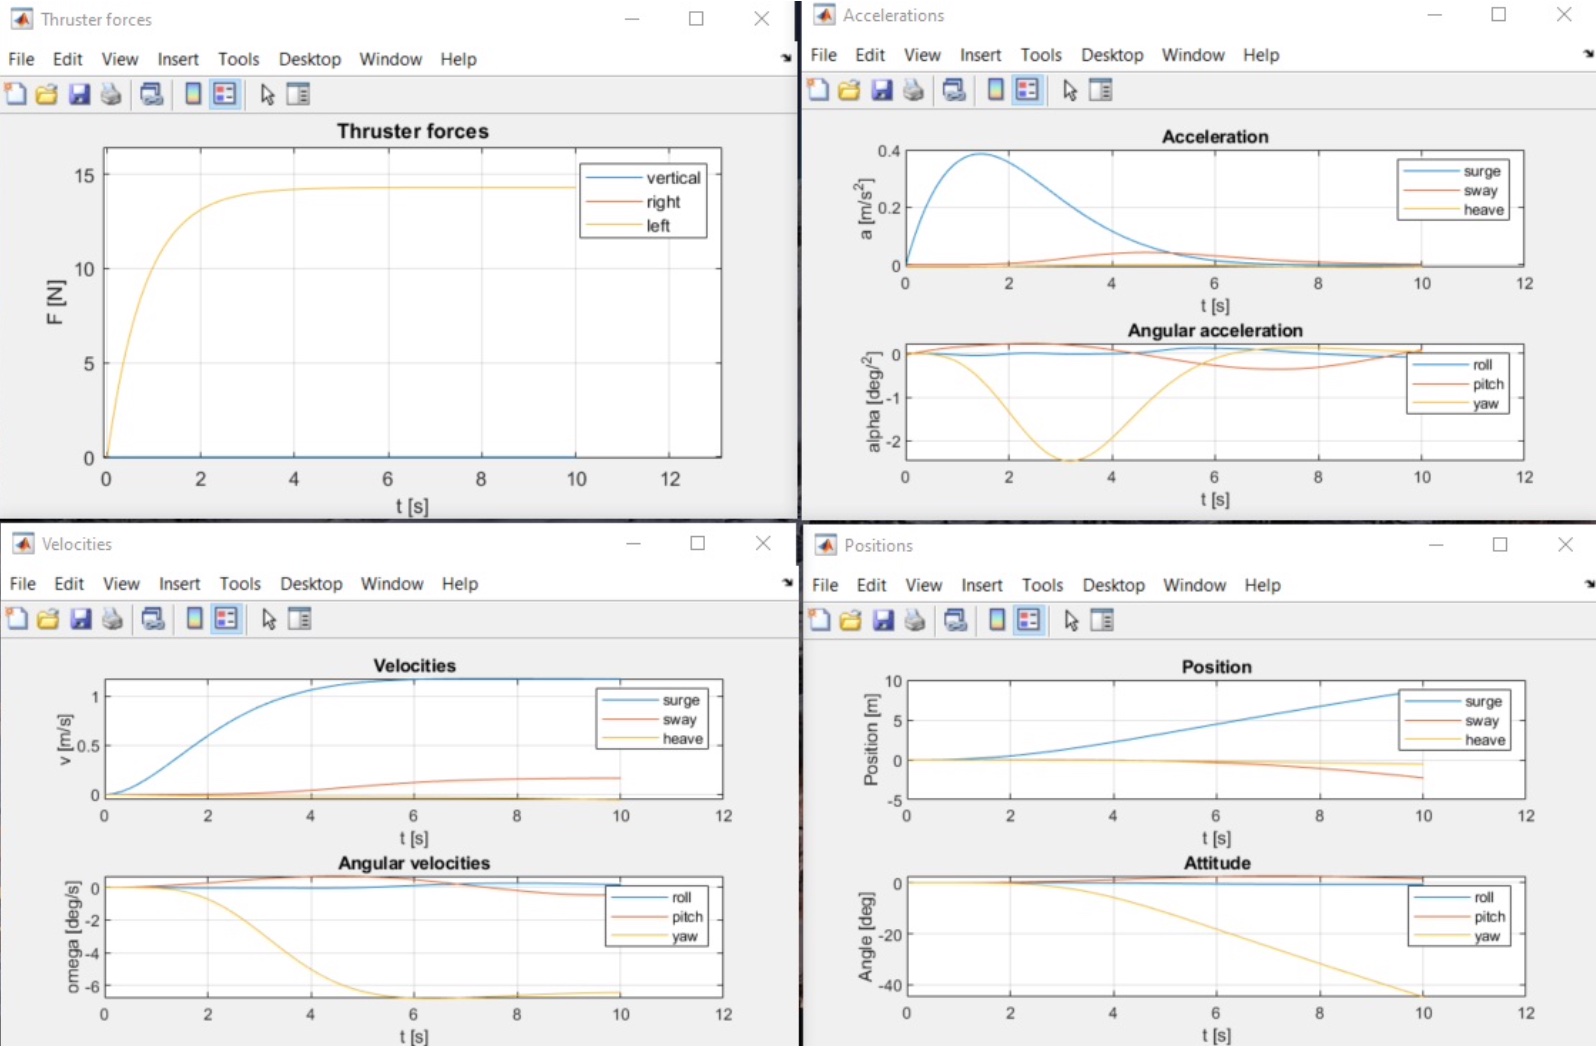 Thruster forces
File Edit View Insert Tools Desktop Window Help
Thruster forces
15
10
5
0
F [N]
vertical
right
left
0 2 4 6 8 10 12
t [s]
Accelerations
File Edit View Insert Tools Desktop Window Help
Acceleration
0.4
0.2
0
a [m/s²]
surge
sway
heave
0 2 4 6 8 10 12
t [s]
Angular acceleration
0
-1
-2
alpha [deg/²]
roll
pitch
yaw
0 2 4 6 8 10 12
t [s]
Velocities
File Edit View Insert Tools Desktop Window Help
Velocities
1
0.5
0
v [m/s]
surge
sway
heave
0 2 4 6 8 10 12
t [s]
Angular velocities
0
-2
-4
-6
omega [deg/s]
roll
pitch
yaw
0 2 4 6 8 10 12
t [s]
Positions
File Edit View Insert Tools Desktop Window Help
Position
10
5
0
-5
Position [m]
surge
sway
heave
0 2 4 6 8 10 12
t [s]
Attitude
0
-20
-40
Angle [deg]
roll
pitch
yaw
0 2 4 6 8 10 12
t [s]